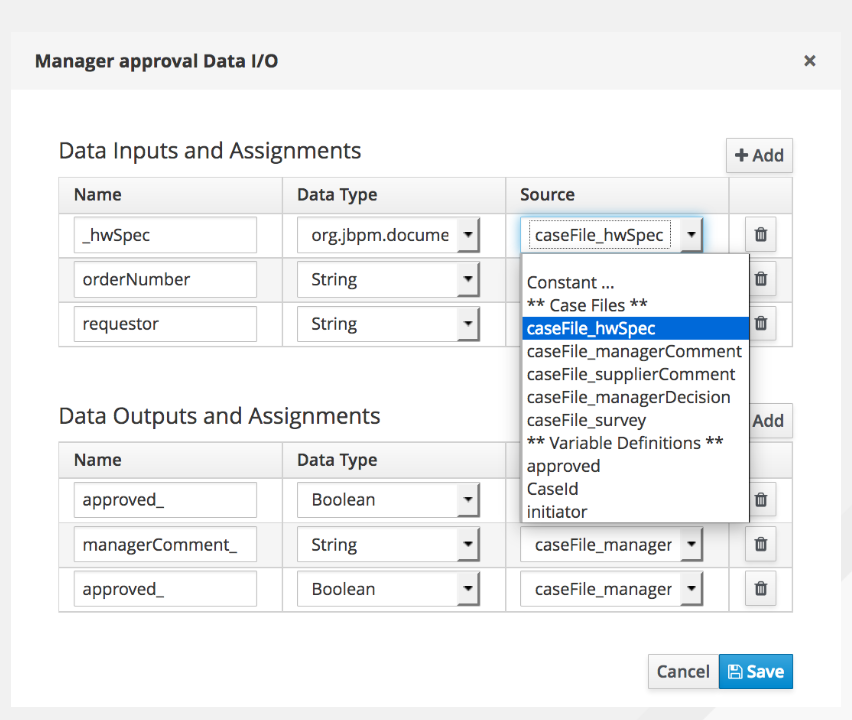 Manager approval Data I/O ×
Data Inputs and Assignments
+ Add
Name Data Type Source
_hwSpec org.jbpm.docume caseFile_hwSpec
orderNumber String
requestor String
Constant ...
** Case Files **
caseFile_hwSpec
caseFile_managerComment
caseFile_supplierComment
caseFile_managerDecision
caseFile_survey
** Variable Definitions **
approved
CaseId
initiator
Data Outputs and Assignments
Add
Name Data Type
approved_ Boolean
managerComment_ String caseFile_manager
approved_ Boolean caseFile_manager
Cancel Save